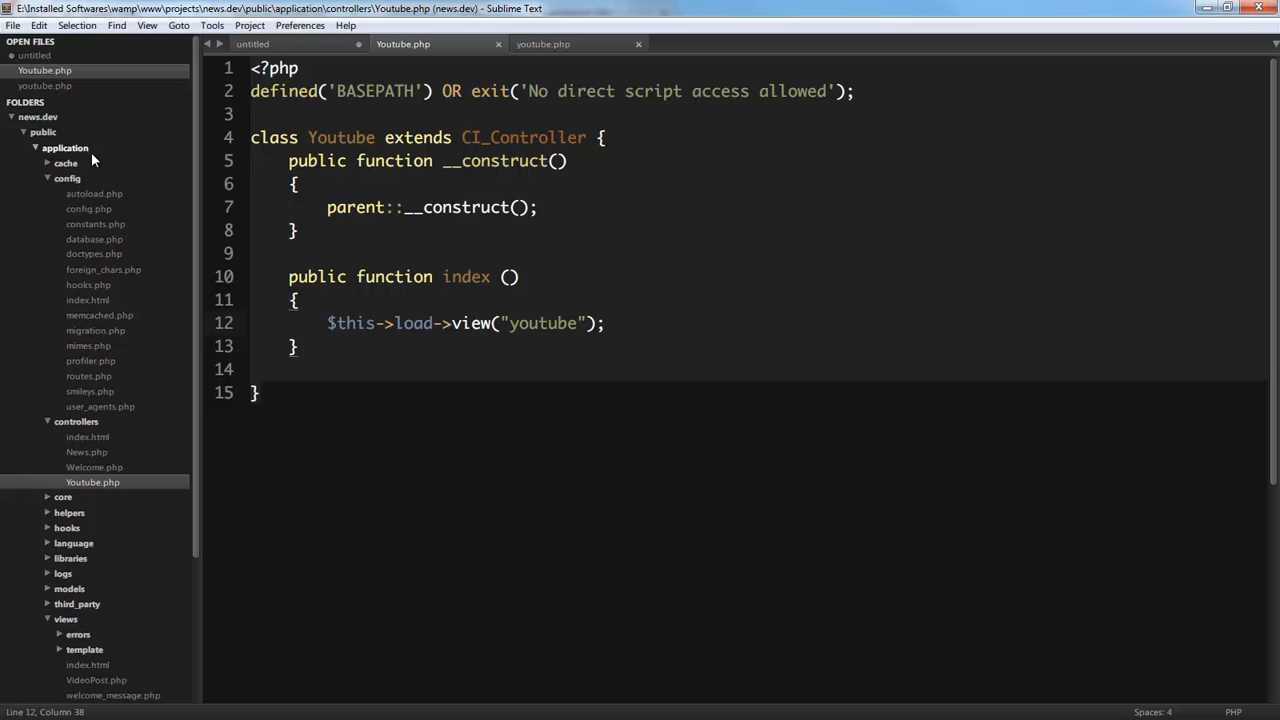 E:\Installed Softwares\wamp\www\projects\news.dev\public\application\controllers\Youtube.php (news.dev) - Sublime Text
File Edit Selection Find View Goto Tools Project Preferences Help
OPEN FILES
untitled
Youtube.php
youtube.php
FOLDERS
news.dev
public
application
cache
config
autoload.php
config.php
constants.php
database.php
doctypes.php
foreign_chars.php
hooks.php
index.html
memcached.php
migration.php
mimes.php
profiler.php
routes.php
smileys.php
user_agents.php
controllers
index.html
News.php
Welcome.php
Youtube.php
core
helpers
hooks
language
libraries
logs
models
third_party
views
errors
template
index.html
VideoPost.php
welcome_message.php
untitled Youtube.php youtube.php
1 <?php
2 defined('BASEPATH') OR exit('No direct script access allowed');
3
4 class Youtube extends CI_Controller {
5 public function __construct()
6 {
7 parent::__construct();
8 }
9
10 public function index ()
11 {
12 $this->load->view("youtube");
13 }
14
15 }
Line 12, Column 38 Spaces: 4 PHP